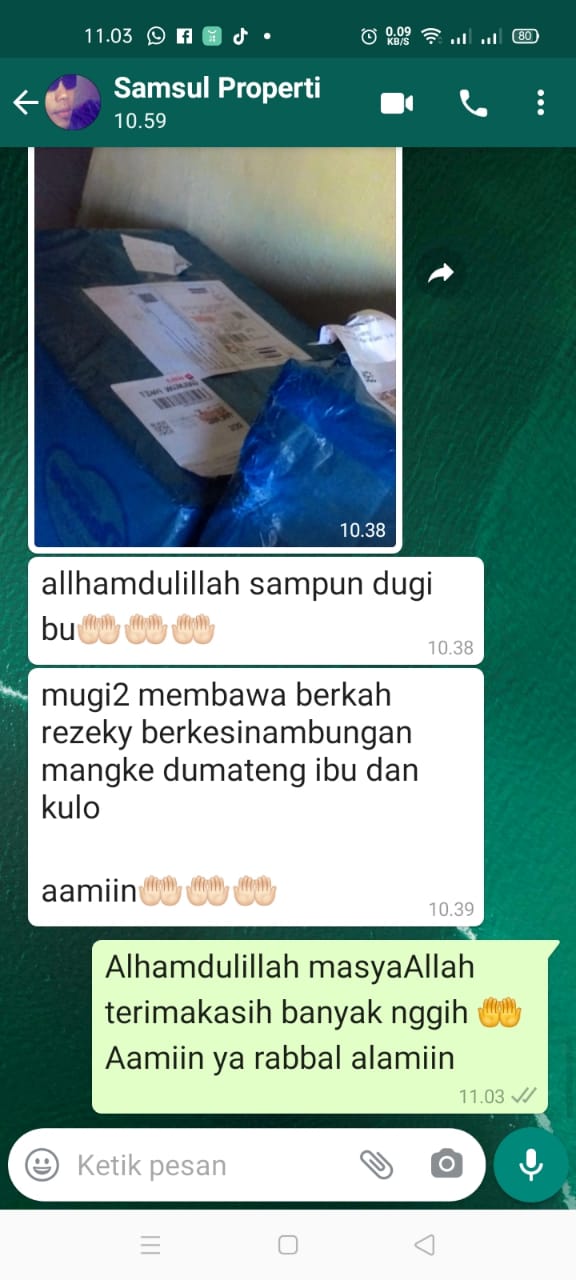 11.03
0.09
KB/S
80
Samsul Properti
10.59
10.38
allhamdulillah sampun dugi
bu🤲🏻🤲🏻🤲🏻
10.38
mugi2 membawa berkah
rezeky berkesinambungan
mangke dumateng ibu dan
kulo
aamiin🤲🏻🤲🏻🤲🏻
10.39
Alhamdulillah masyaAllah
terimakasih banyak nggih 🤲
Aamiin ya rabbal alamiin
11.03
Ketik pesan